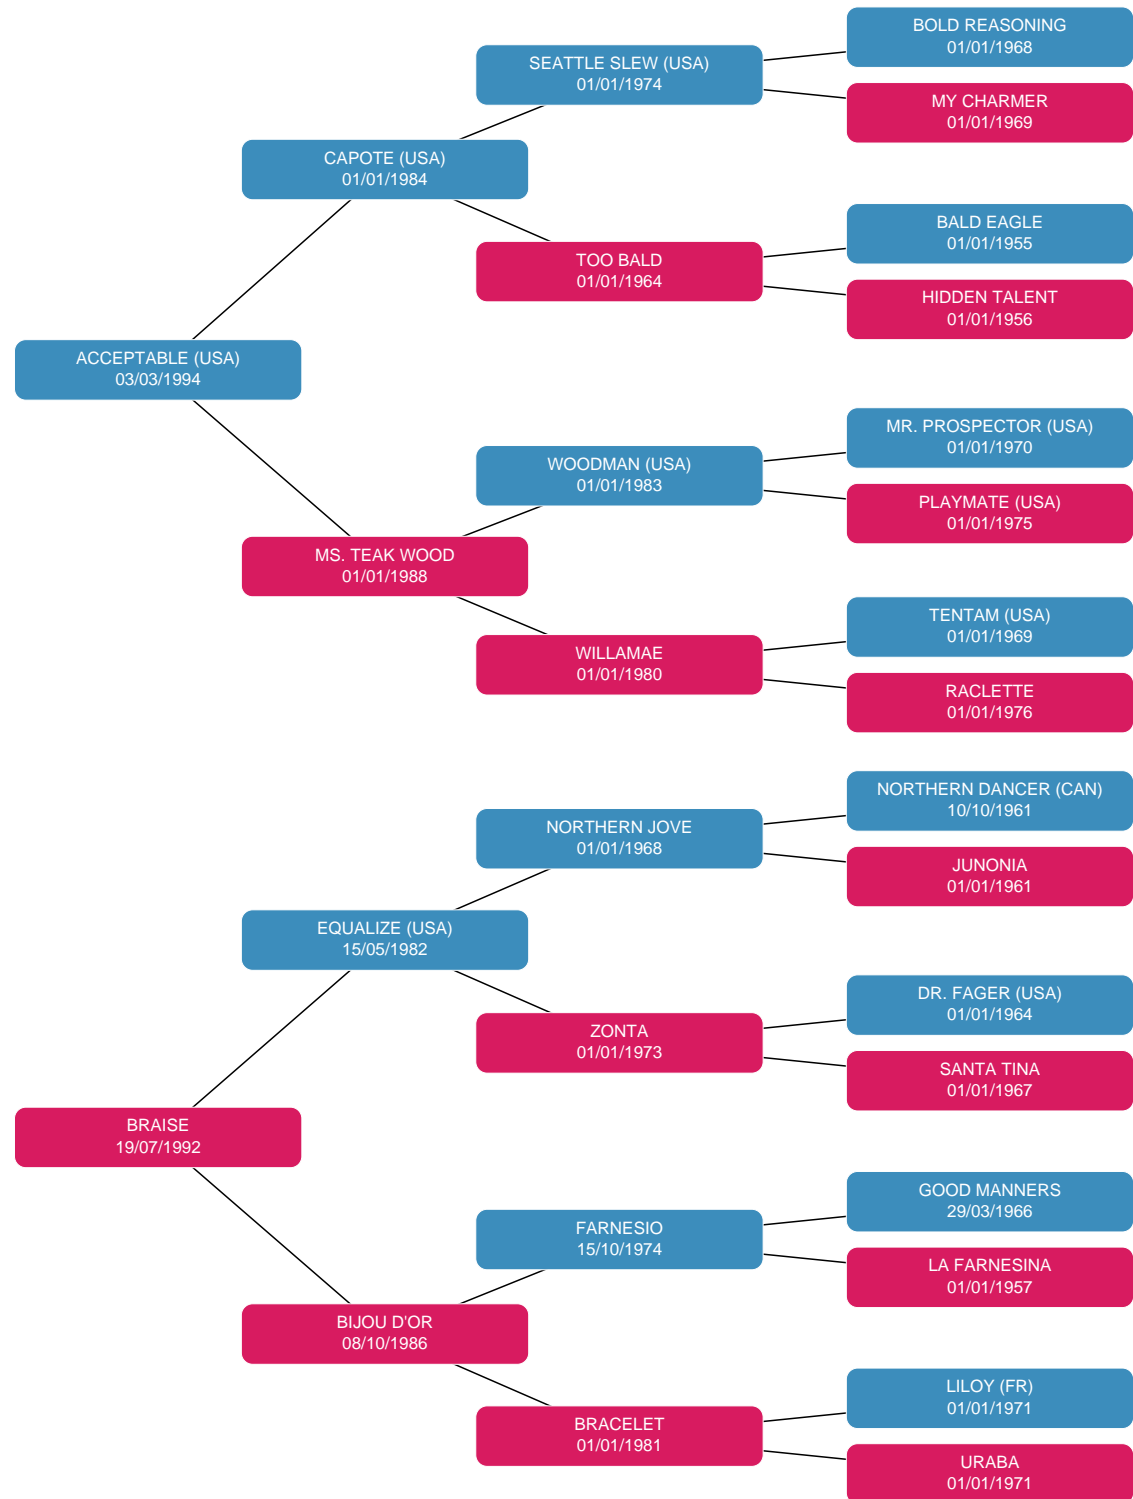 BOLD REASONING
01/01/1968
SEATTLE SLEW (USA)
01/01/1974
MY CHARMER
01/01/1969
CAPOTE (USA)
01/01/1984
BALD EAGLE
01/01/1955
TOO BALD
01/01/1964
HIDDEN TALENT
01/01/1956
ACCEPTABLE (USA)
03/03/1994
MR. PROSPECTOR (USA)
01/01/1970
WOODMAN (USA)
01/01/1983
PLAYMATE (USA)
01/01/1975
MS. TEAK WOOD
01/01/1988
TENTAM (USA)
01/01/1969
WILLAMAE
01/01/1980
RACLETTE
01/01/1976
NORTHERN DANCER (CAN)
10/10/1961
NORTHERN JOVE
01/01/1968
JUNONIA
01/01/1961
EQUALIZE (USA)
15/05/1982
DR. FAGER (USA)
01/01/1964
ZONTA
01/01/1973
SANTA TINA
01/01/1967
BRAISE
19/07/1992
GOOD MANNERS
29/03/1966
FARNESIO
15/10/1974
LA FARNESINA
01/01/1957
BIJOU D'OR
08/10/1986
LILOY (FR)
01/01/1971
BRACELET
01/01/1981
URABA
01/01/1971